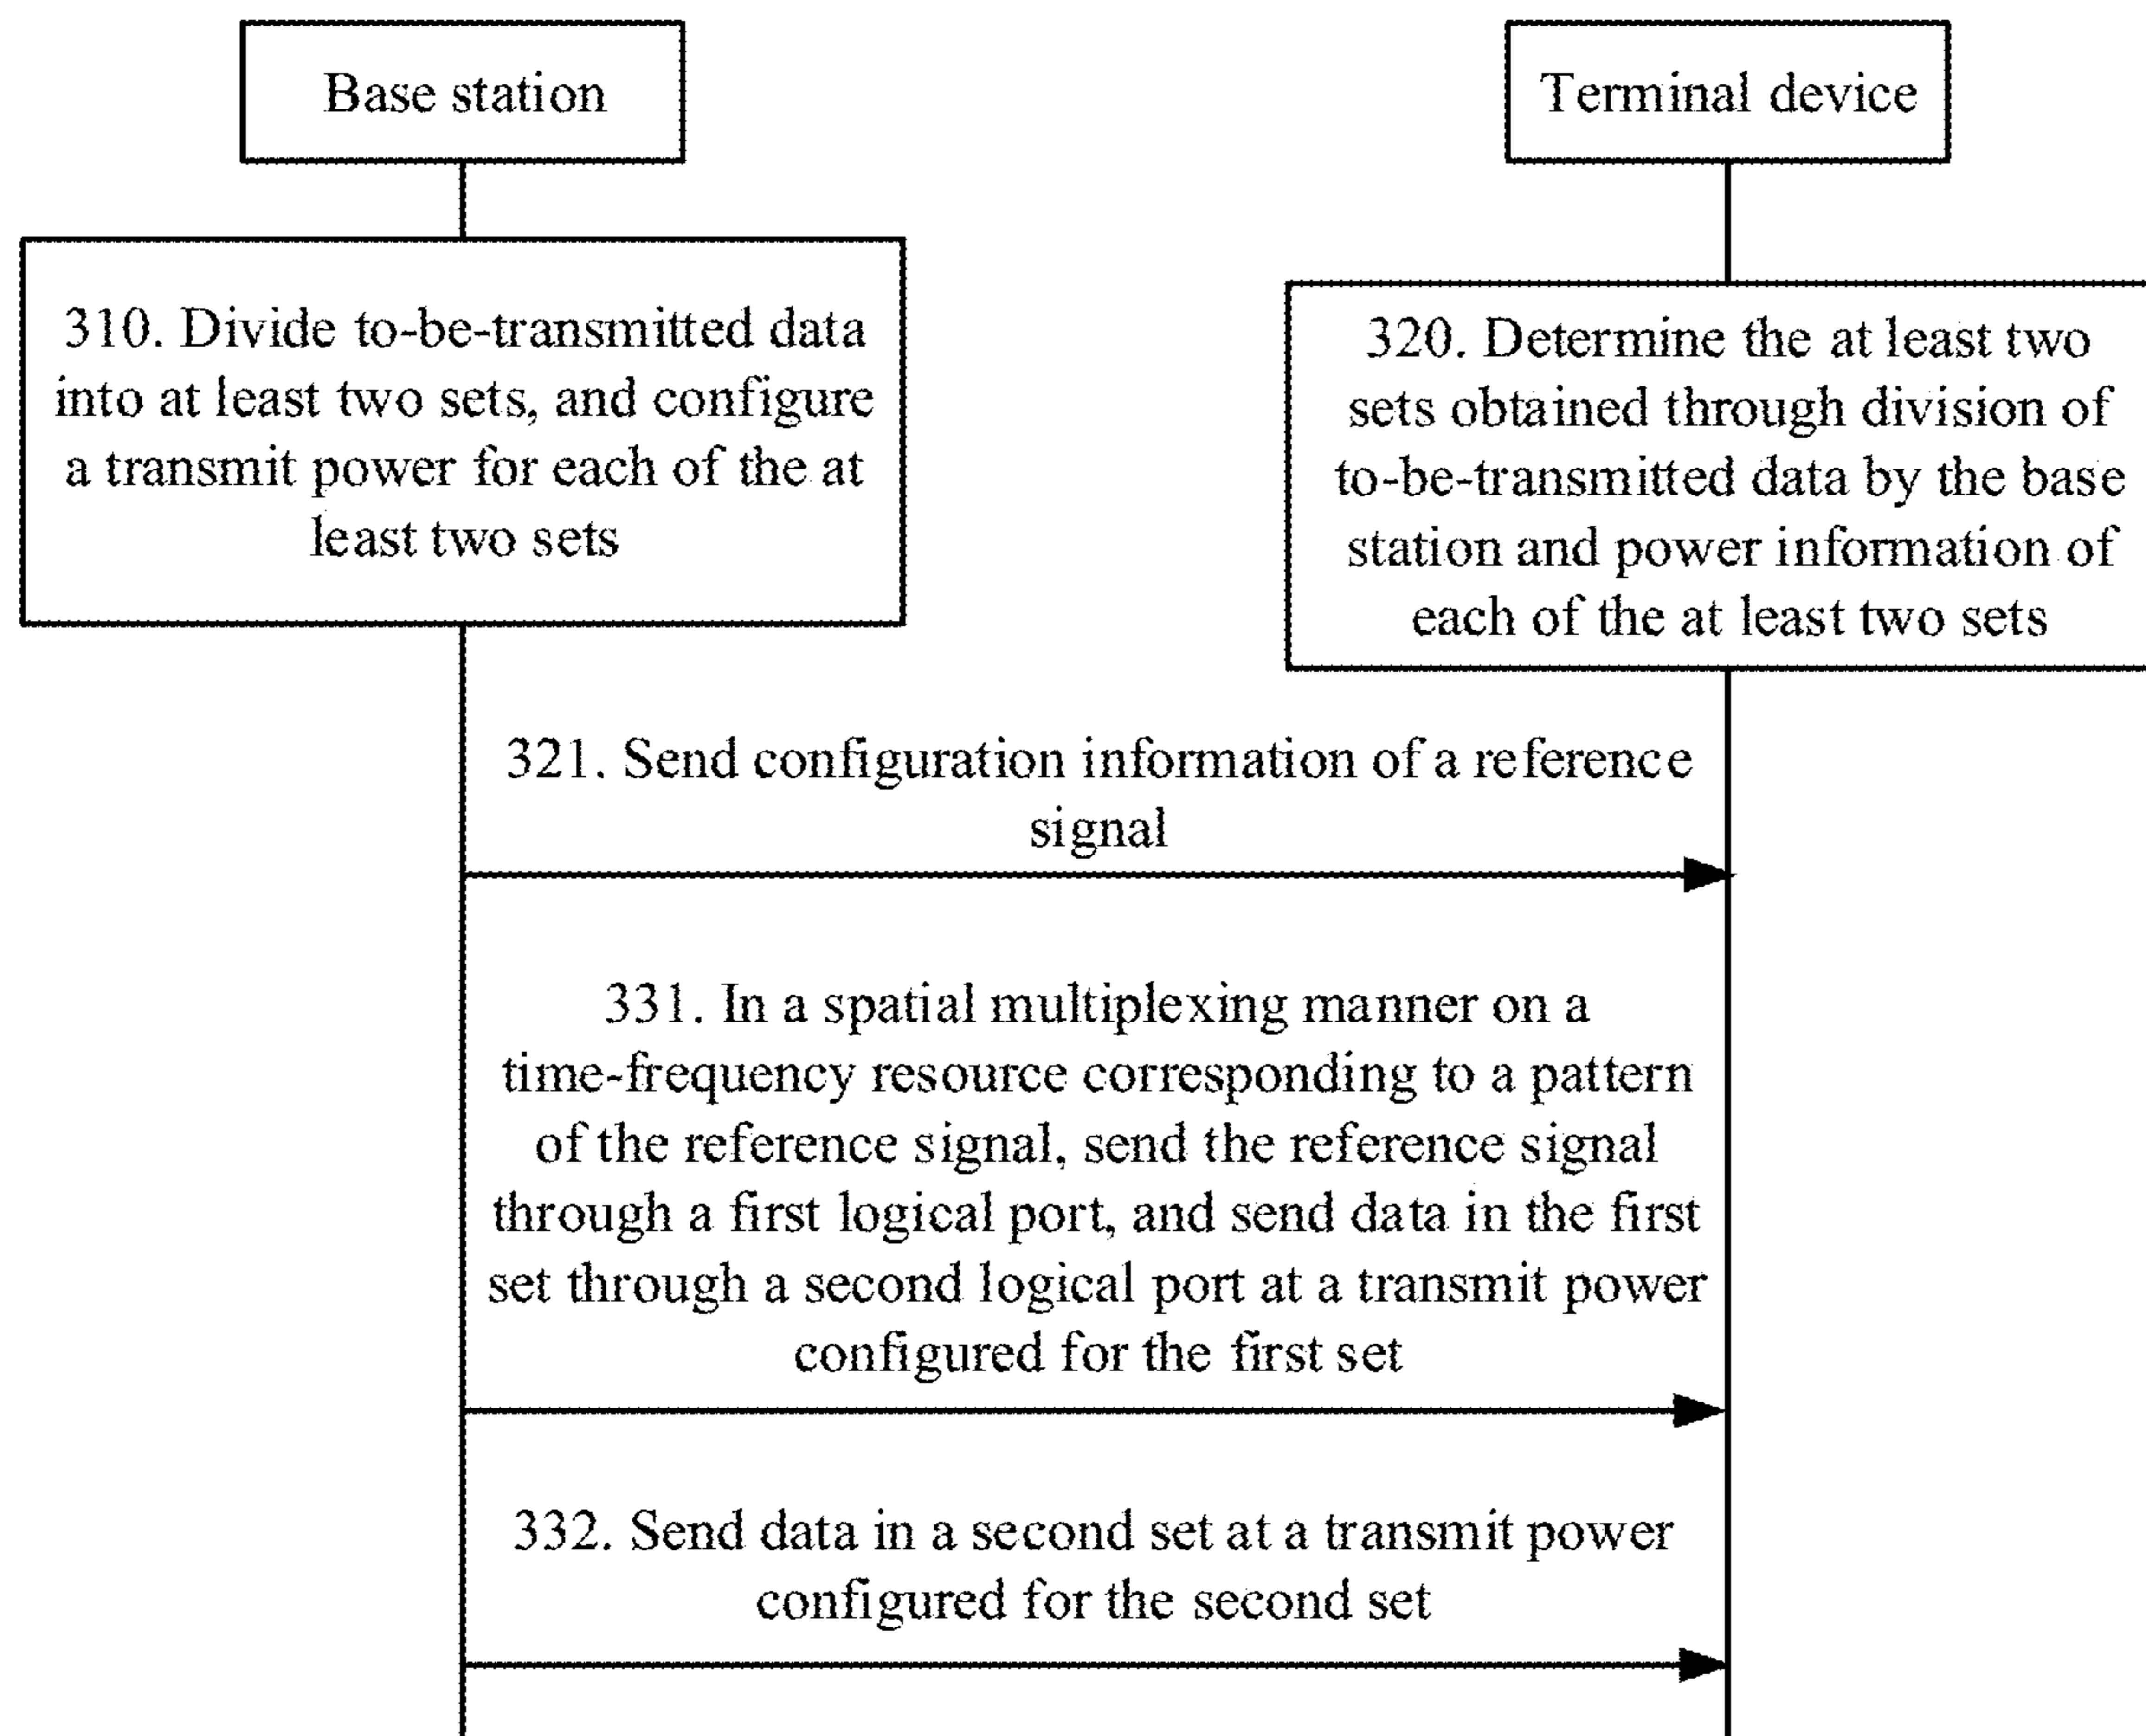 Base station
Terminal device
310. Divide to-be-transmitted data
into at least two sets, and configure
a transmit power for each of the at
least two sets
320. Determine the at least two
sets obtained through division of
to-be-transmitted data by the base
station and power information of
each of the at least two sets
321. Send configuration information of a reference
signal
331. In a spatial multiplexing manner on a
time-frequency resource corresponding to a pattern
of the reference signal, send the reference signal
through a first logical port, and send data in the first
set through a second logical port at a transmit power
configured for the first set
332. Send data in a second set at a transmit power
configured for the second set